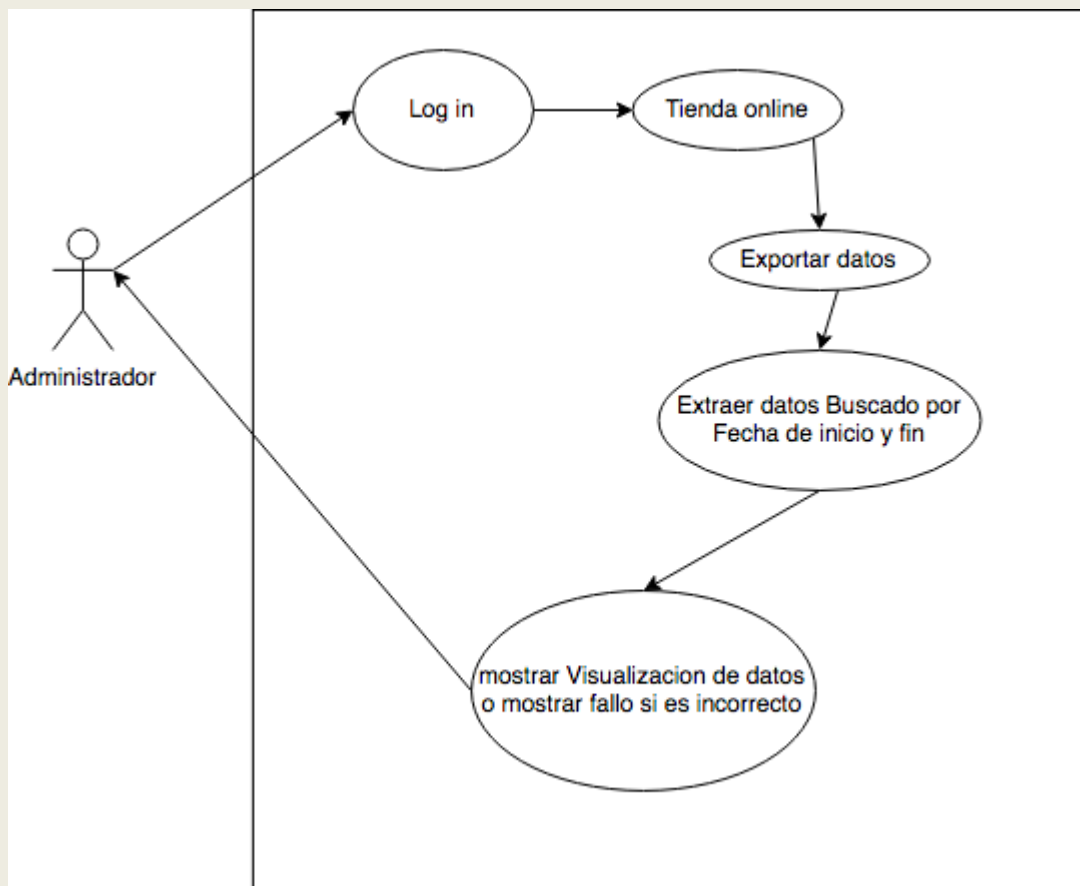 Log in
Tienda online
Exportar datos
Administrador
Extraer datos Buscado por
Fecha de inicio y fin
mostrar Visualizacion de datos
o mostrar fallo si es incorrecto